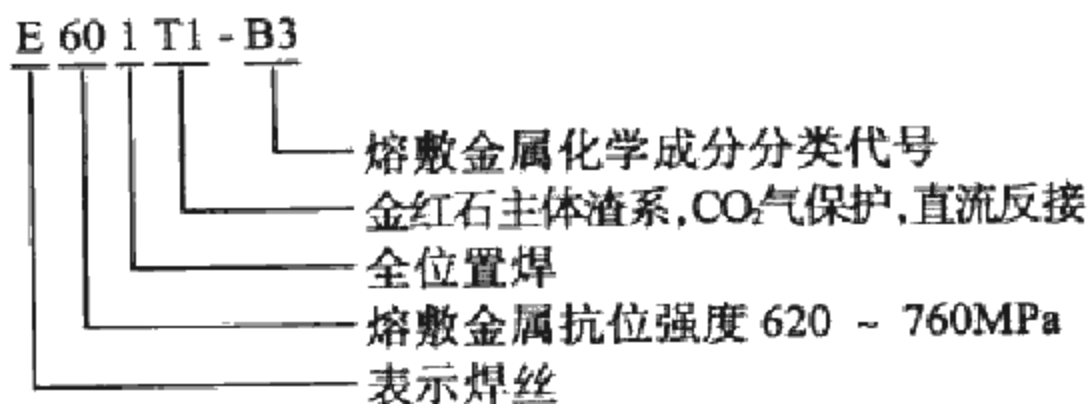 E 60 1 T1 - B3
熔敷金属化学成分分类代号
金红石主体渣系,CO₂气保护,直流反接
全位置焊
熔敷金属抗位强度 620 ~ 760MPa
表示焊丝